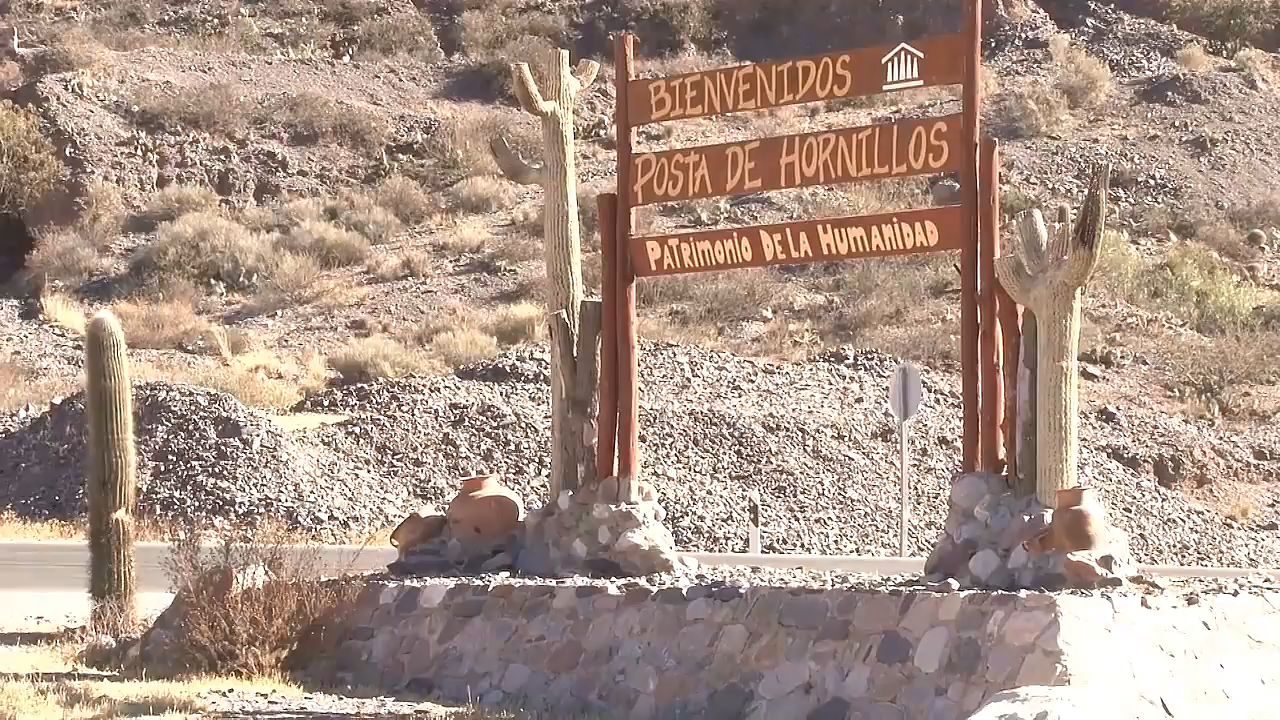 BIENVENIDOS
POSTA DE HORNILLOS
PATRIMONIO DE LA HUMANIDAD